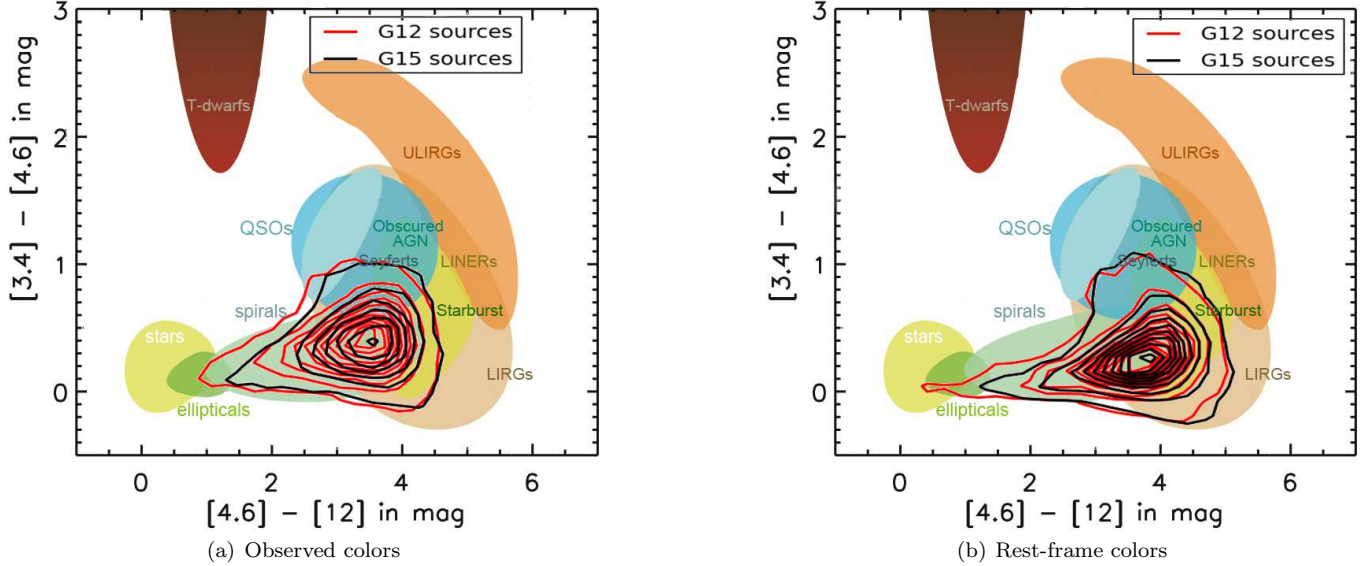 3
2
1
0
[3.4] − [4.6] in mag
G12 sources
G15 sources
T-dwarfs
ULIRGs
QSOs
Obscured
AGN
Seyferts
LINERs
spirals
Starburst
stars
LIRGs
ellipticals
0 2 4 6
[4.6] − [12] in mag
(a) Observed colors
3
2
1
0
[3.4] − [4.6] in mag
G12 sources
G15 sources
T-dwarfs
ULIRGs
QSOs
Obscured
AGN
Seyferts
LINERs
spirals
Starburst
stars
LIRGs
ellipticals
0 2 4 6
[4.6] − [12] in mag
(b) Rest-frame colors